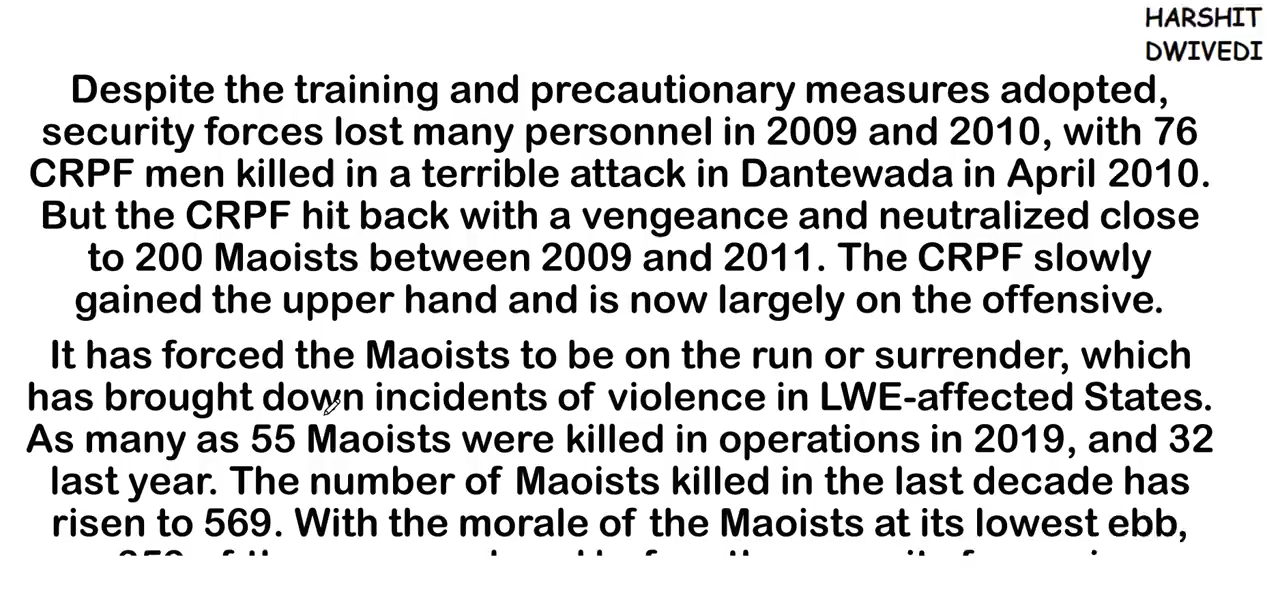 HARSHIT
DWIVEDI
Despite the training and precautionary measures adopted,
security forces lost many personnel in 2009 and 2010, with 76
CRPF men killed in a terrible attack in Dantewada in April 2010.
But the CRPF hit back with a vengeance and neutralized close
to 200 Maoists between 2009 and 2011. The CRPF slowly
gained the upper hand and is now largely on the offensive.
It has forced the Maoists to be on the run or surrender, which
has brought down incidents of violence in LWE-affected States.
As many as 55 Maoists were killed in operations in 2019, and 32
last year. The number of Maoists killed in the last decade has
risen to 569. With the morale of the Maoists at its lowest ebb,